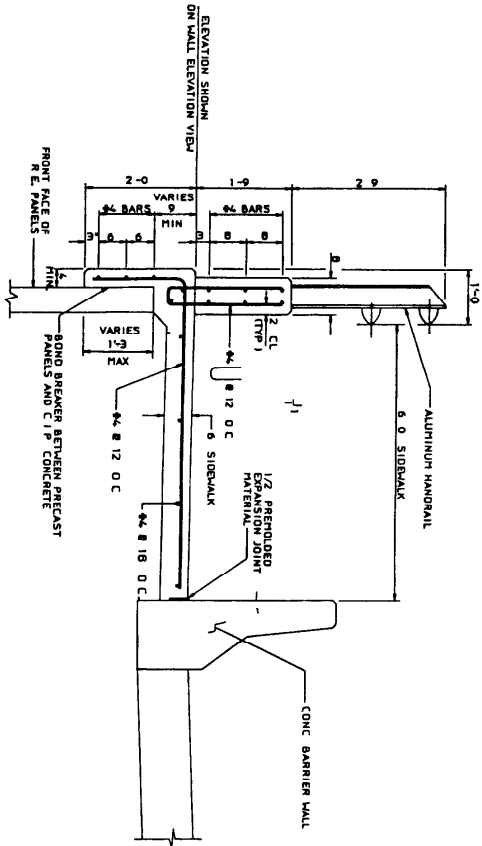 ELEVATION SHOWN
ON WALL ELEVATION VIEW
2-0
1-9
2 9
VARIES
#4 BARS
9
MIN
#4 BARS
3"
6
6
3
8
8
8
1'-0
FRONT FACE OF
R.E. PANELS
4
MIN.
2 CL
(TYP.)
VARIES
1'-3
MAX
#4 @ 12 O C
BOND BREAKER BETWEEN PRECAST
PANELS AND C I P CONCRETE
#4 @ 12 O C
6 SIDEWALK
#4 @ 18 O C
1/2 PREMOLDED
EXPANSION JOINT
MATERIAL
ALUMINUM HANDRAIL
6 0 SIDEWALK
CONC BARRIER WALL